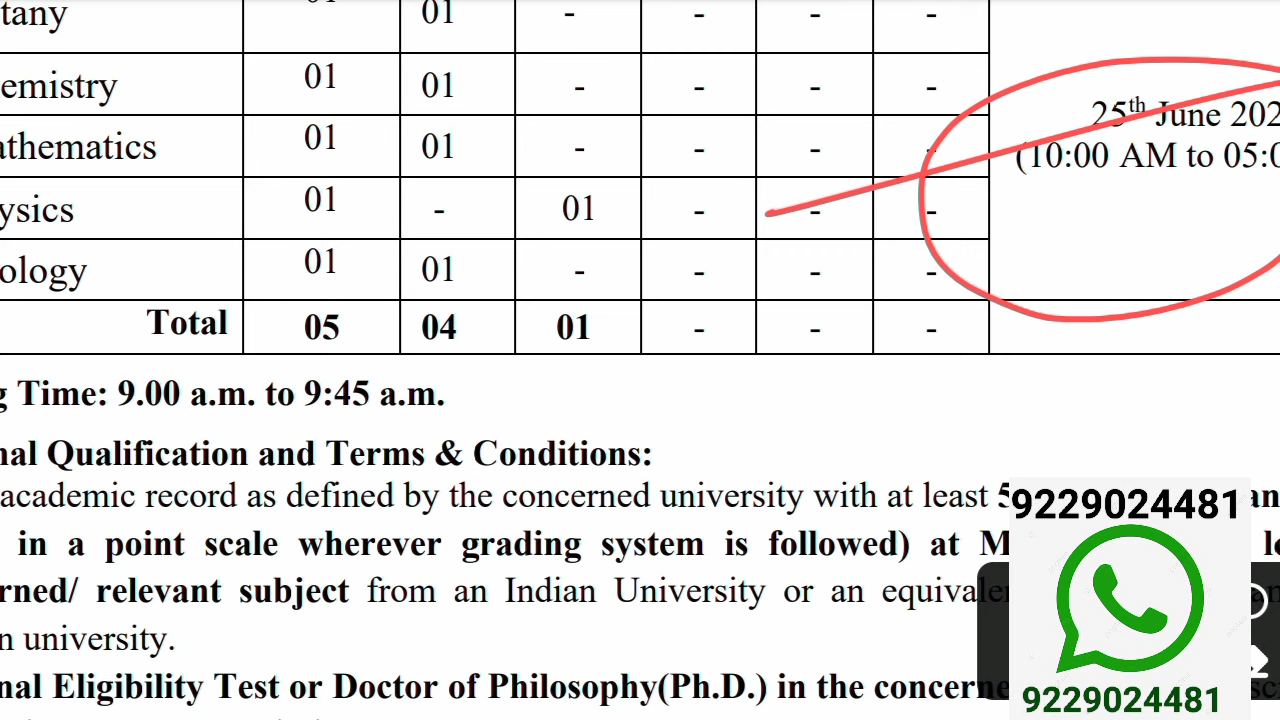 tany 01 01 - - - -
emistry 01 01 - - - -
athematics 01 01 - - - -
25th June 202
(10:00 AM to 05:0
ysics 01 - 01 - - -
ology 01 01 - - - -
Total 05 04 01 - - -
g Time: 9.00 a.m. to 9:45 a.m.
nal Qualification and Terms & Conditions:
academic record as defined by the concerned university with at least 5
in a point scale wherever grading system is followed) at M
rned/ relevant subject from an Indian University or an equivalen
n university.
nal Eligibility Test or Doctor of Philosophy(Ph.D.) in the concerne
9229024481
9229024481